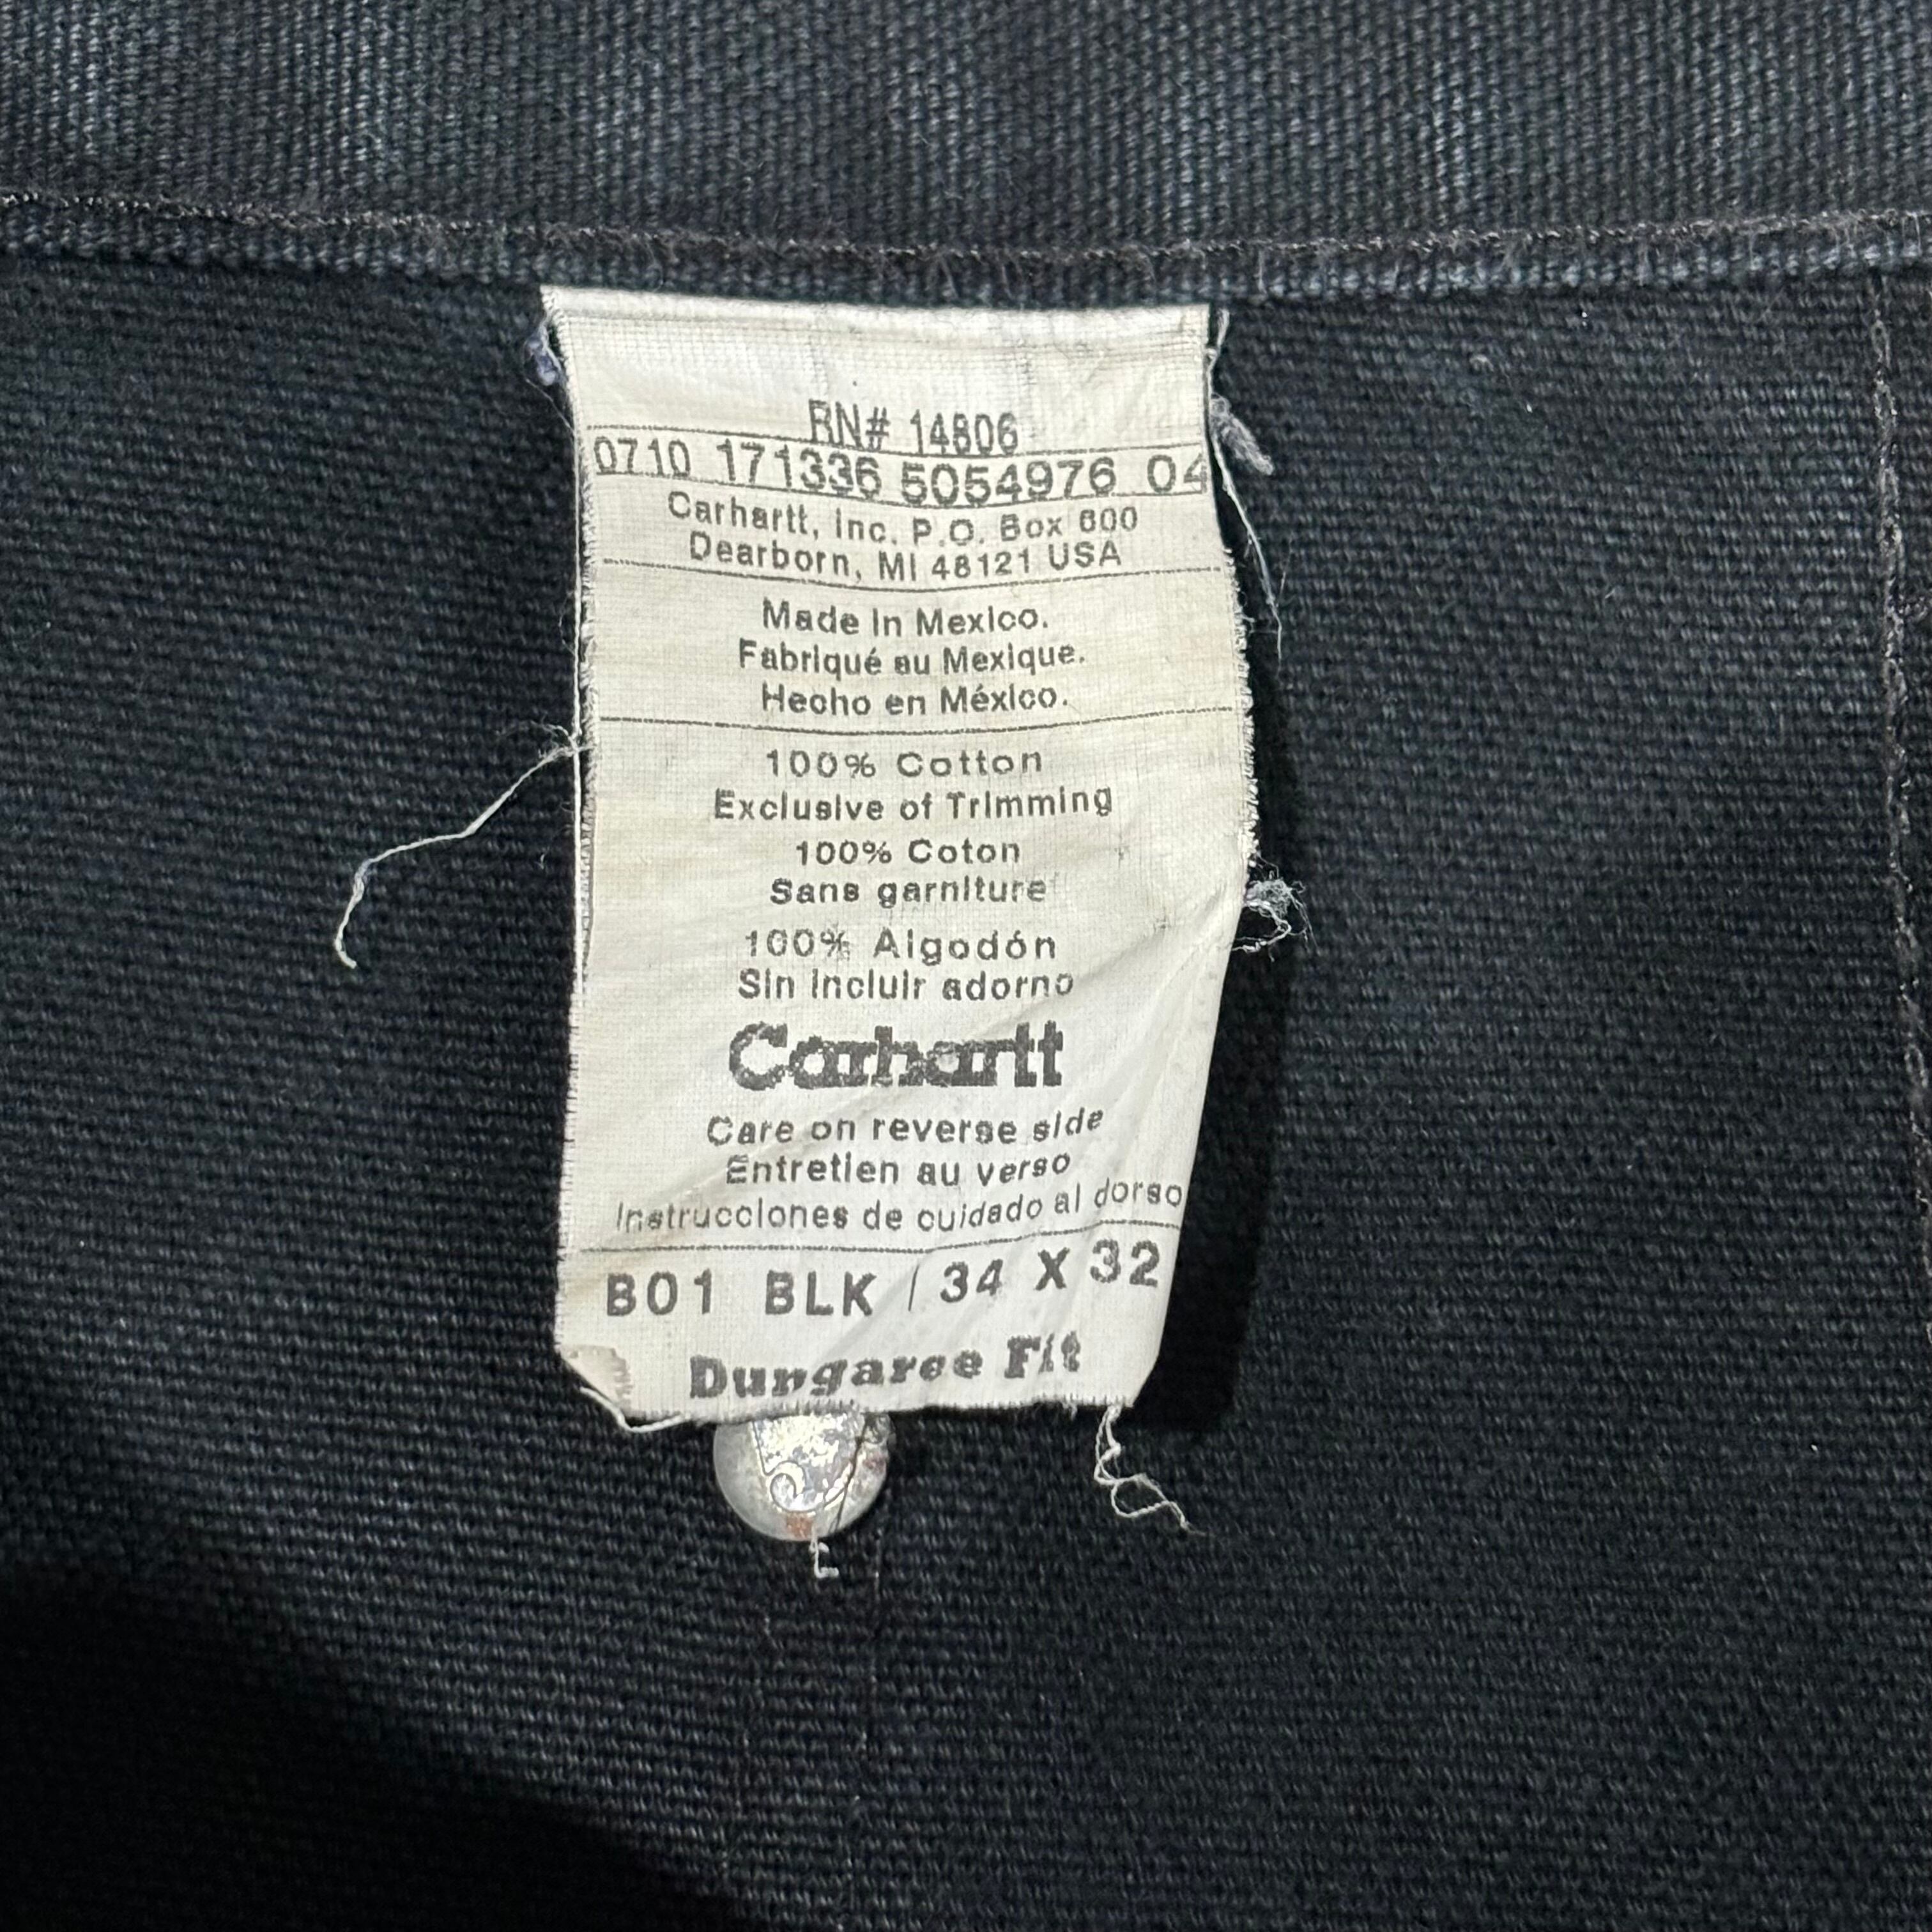 RN# 14806
0710 171336 5054976 04
Carhartt, Inc. P.O. Box 600
Dearborn, MI 48121 USA
Made in Mexico.
Fabriqué au Mexique.
Hecho en México.
100% Cotton
Exclusive of Trimming
100% Coton
Sans garniture
100% Algodón
Sin incluir adorno
Carhartt
Care on reverse side
Entretien au verso
Instrucciones de cuidado al dorso
B01 BLK / 34 X 32
Dungaree Fit